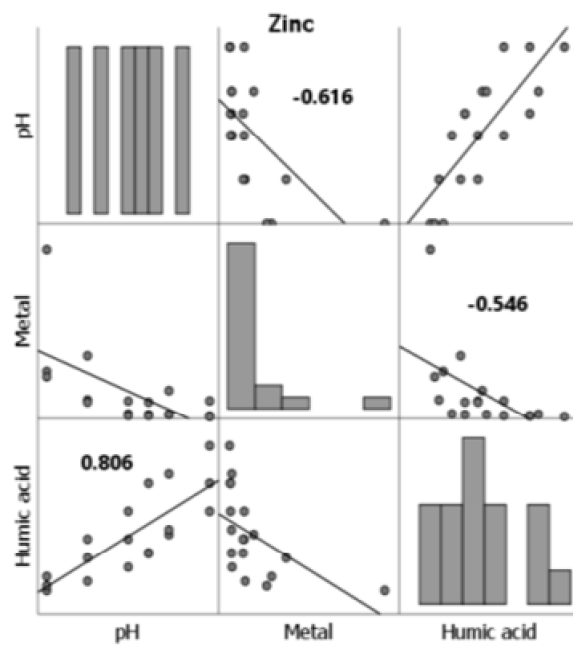 Zinc
pH
-0.616
Metal
-0.546
Humic acid
0.806
pH
Metal
Humic acid